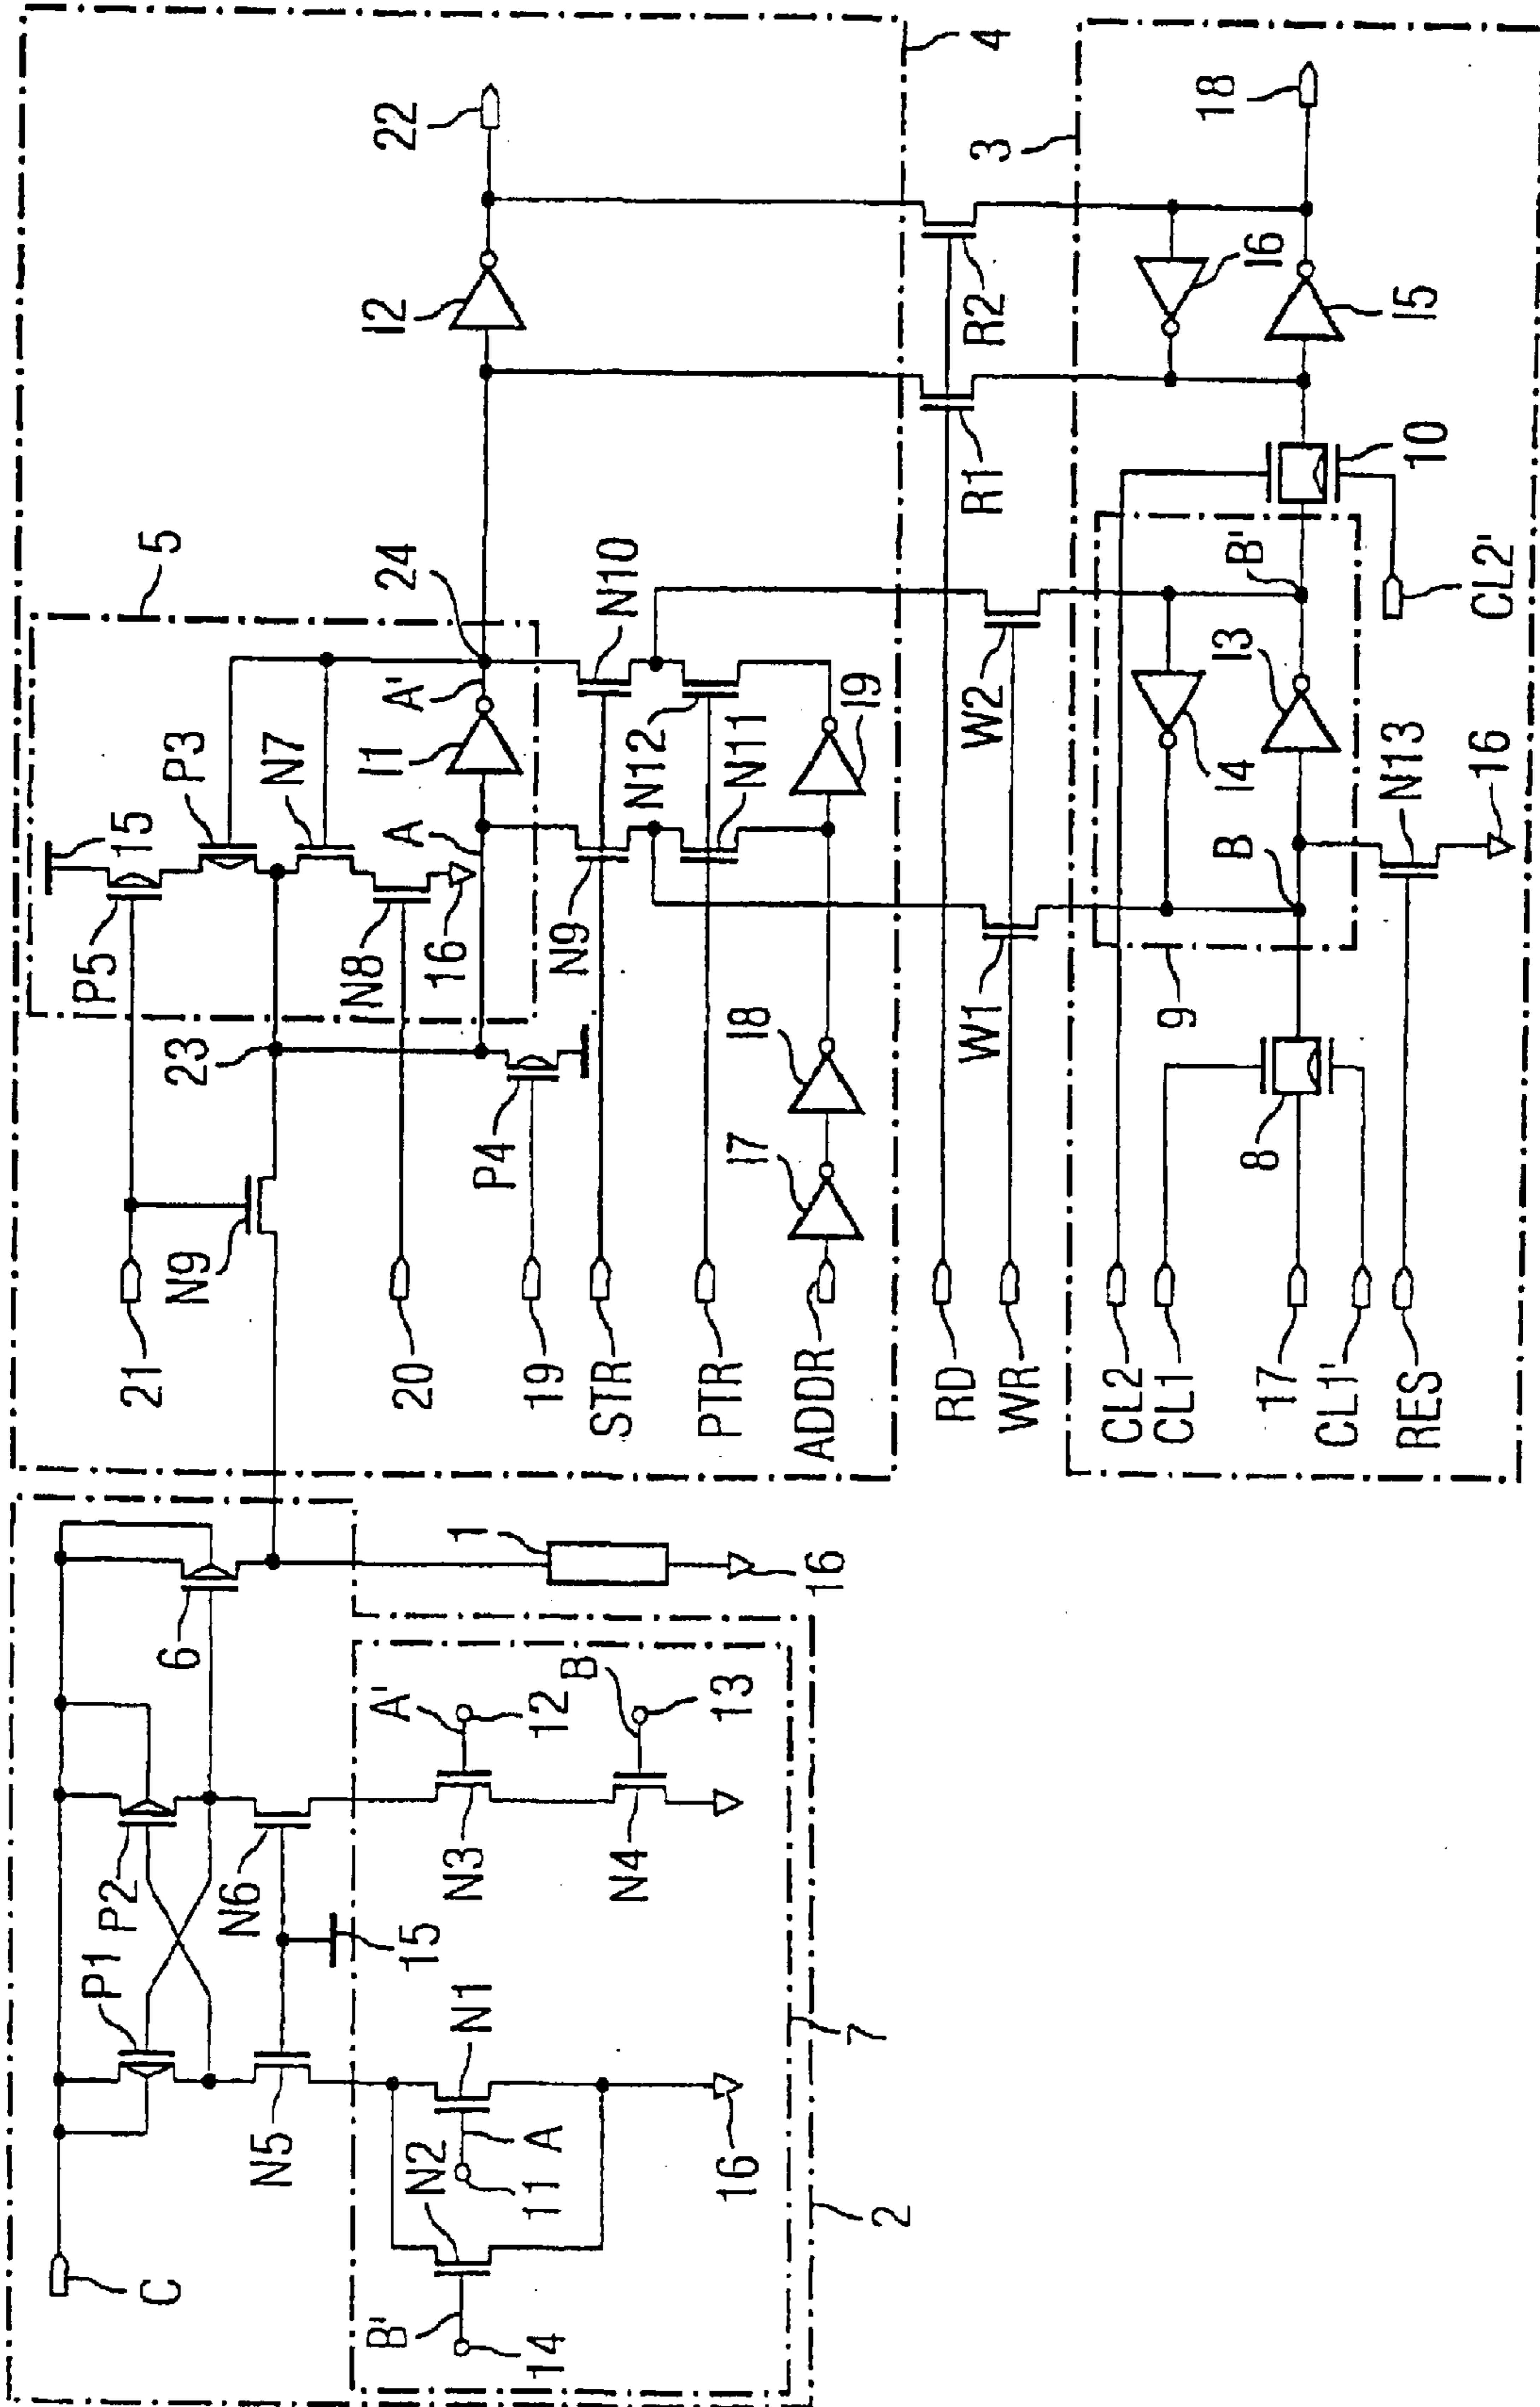 C
P1
P2
6
N5
N6
15
1
16
B'
14
N2
11
A
N1
16
A'
12
N3
B
13
N4
7
2
21
N9
23
P5
15
P3
N7
5
20
N8
16
19
P4
A
I1
A'
24
I2
22
STR
N9
N10
PTR
N12
N11
ADDR
I7
I8
I9
4
RD
R1
R2
WR
W1
W2
3
CL2
CL1
17
CL1'
RES
8
9
B
I4
I3
B'
N13
16
10
CL2'
I6
I5
18